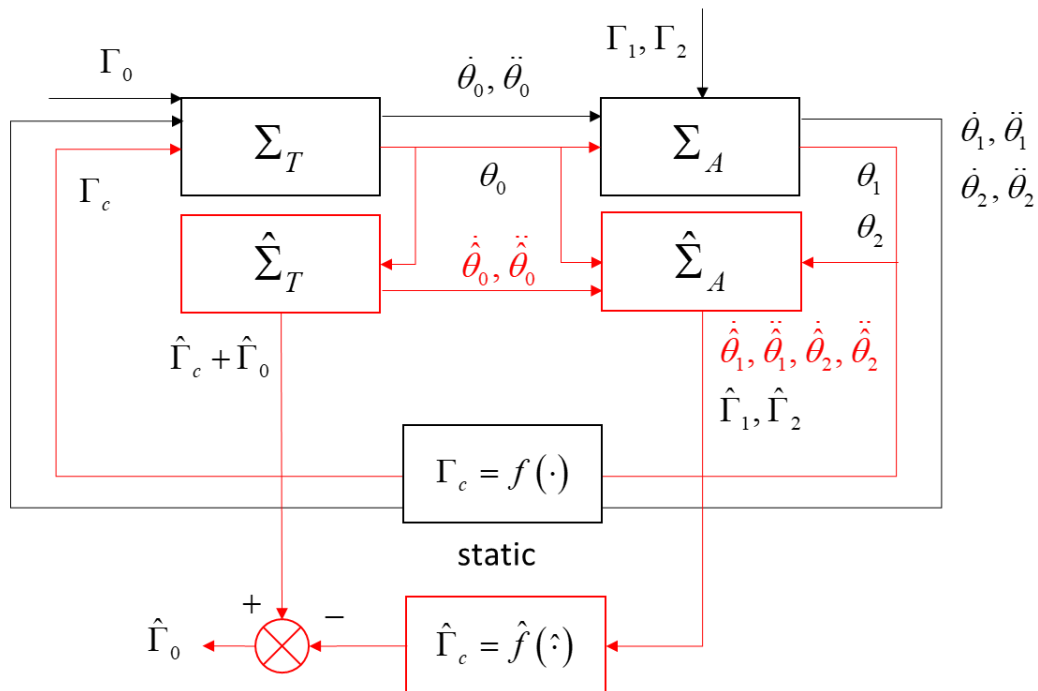 Γ₁, Γ₂
Γ₀
θ̇₀, θ̈₀
Σ_T
Σ_A
θ̇₁, θ̈₁
θ̇₂, θ̈₂
Γ_c
θ₀
θ₁
θ₂
Σ̂_T
θ̂̇₀, θ̂̈₀
Σ̂_A
Γ̂_c + Γ̂₀
θ̂̇₁, θ̂̈₁, θ̂̇₂, θ̂̈₂
Γ̂₁, Γ̂₂
Γ_c = f(·)
static
+
−
Γ̂₀
Γ̂_c = f̂(·̂)